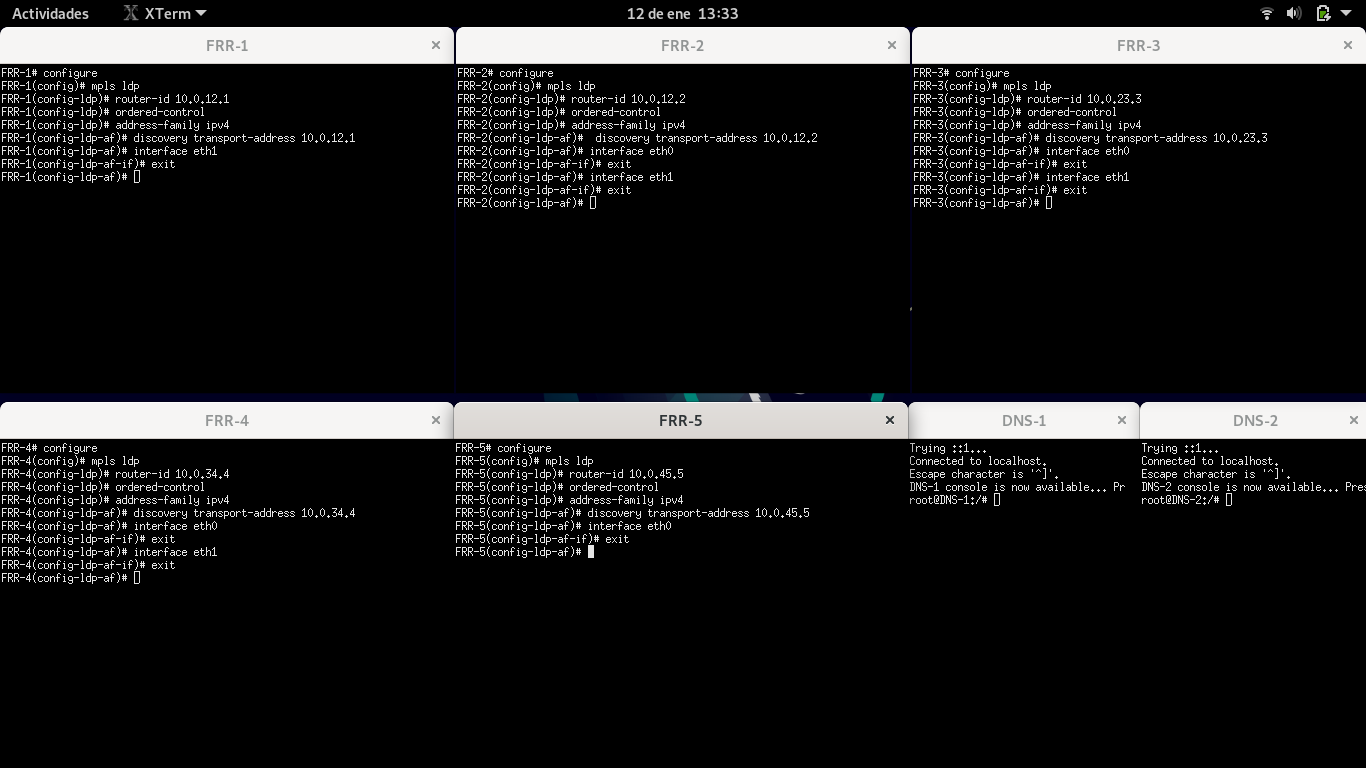 Actividades XTerm 12 de ene 13:33
FRR-1
FRR-1# configure
FRR-1(config)# mpls ldp
FRR-1(config-ldp)# router-id 10.0.12.1
FRR-1(config-ldp)# ordered-control
FRR-1(config-ldp)# address-family ipv4
FRR-1(config-ldp-af)# discovery transport-address 10.0.12.1
FRR-1(config-ldp-af)# interface eth1
FRR-1(config-ldp-af-if)# exit
FRR-1(config-ldp-af)#
FRR-2
FRR-2# configure
FRR-2(config)# mpls ldp
FRR-2(config-ldp)# router-id 10.0.12.2
FRR-2(config-ldp)# ordered-control
FRR-2(config-ldp)# address-family ipv4
FRR-2(config-ldp-af)#  discovery transport-address 10.0.12.2
FRR-2(config-ldp-af)# interface eth0
FRR-2(config-ldp-af-if)# exit
FRR-2(config-ldp-af)# interface eth1
FRR-2(config-ldp-af-if)# exit
FRR-2(config-ldp-af)#
FRR-3
FRR-3# configure
FRR-3(config)# mpls ldp
FRR-3(config-ldp)# router-id 10.0.23.3
FRR-3(config-ldp)# ordered-control
FRR-3(config-ldp)# address-family ipv4
FRR-3(config-ldp-af)# discovery transport-address 10.0.23.3
FRR-3(config-ldp-af)# interface eth0
FRR-3(config-ldp-af-if)# exit
FRR-3(config-ldp-af)# interface eth1
FRR-3(config-ldp-af-if)# exit
FRR-3(config-ldp-af)#
FRR-4
FRR-4# configure
FRR-4(config)# mpls ldp
FRR-4(config-ldp)# router-id 10.0.34.4
FRR-4(config-ldp)# ordered-control
FRR-4(config-ldp)# address-family ipv4
FRR-4(config-ldp-af)# discovery transport-address 10.0.34.4
FRR-4(config-ldp-af)# interface eth0
FRR-4(config-ldp-af-if)# exit
FRR-4(config-ldp-af)# interface eth1
FRR-4(config-ldp-af-if)# exit
FRR-4(config-ldp-af)#
FRR-5
FRR-5# configure
FRR-5(config)# mpls ldp
FRR-5(config-ldp)# router-id 10.0.45.5
FRR-5(config-ldp)# ordered-control
FRR-5(config-ldp)# address-family ipv4
FRR-5(config-ldp-af)# discovery transport-address 10.0.45.5
FRR-5(config-ldp-af)# interface eth0
FRR-5(config-ldp-af-if)# exit
FRR-5(config-ldp-af)#
DNS-1
Trying ::1...
Connected to localhost.
Escape character is '^]'.
DNS-1 console is now available... Pr
root@DNS-1:/#
DNS-2
Trying ::1...
Connected to localhost.
Escape character is '^]'.
DNS-2 console is now available... Pres
root@DNS-2:/#